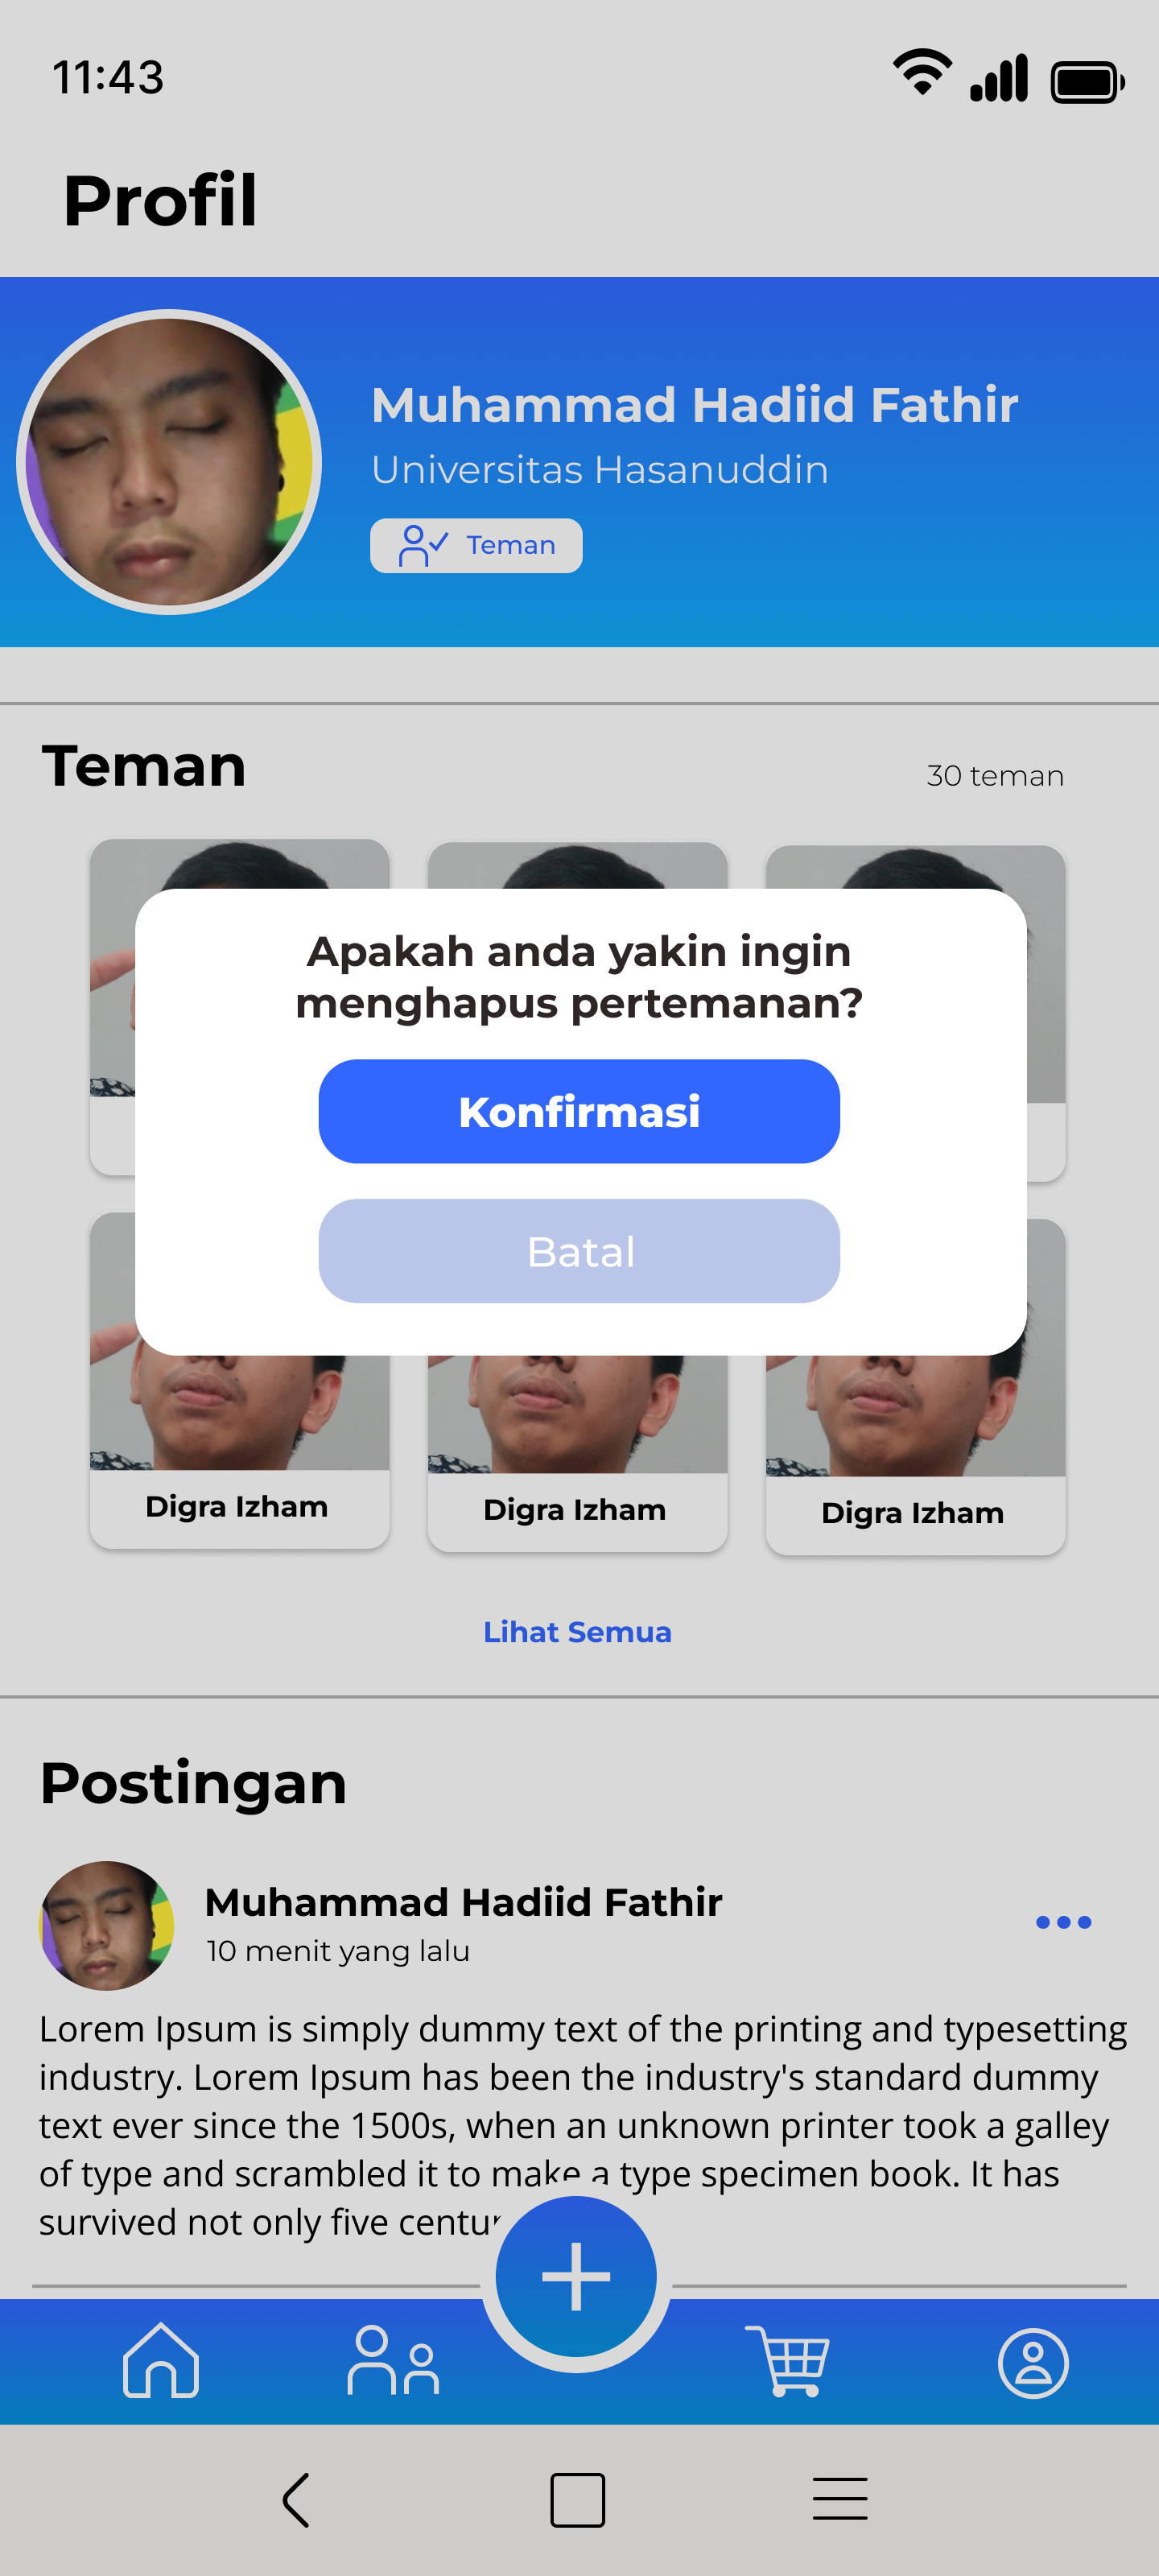 11:43
Profil
Muhammad Hadiid Fathir
Universitas Hasanuddin
Teman
Teman
30 teman
Apakah anda yakin ingin
menghapus pertemanan?
Konfirmasi
Batal
Digra Izham
Digra Izham
Digra Izham
Lihat Semua
Postingan
Muhammad Hadiid Fathir
10 menit yang lalu
Lorem Ipsum is simply dummy text of the printing and typesetting
industry. Lorem Ipsum has been the industry's standard dummy
text ever since the 1500s, when an unknown printer took a galley
of type and scrambled it to make a type specimen book. It has
survived not only five